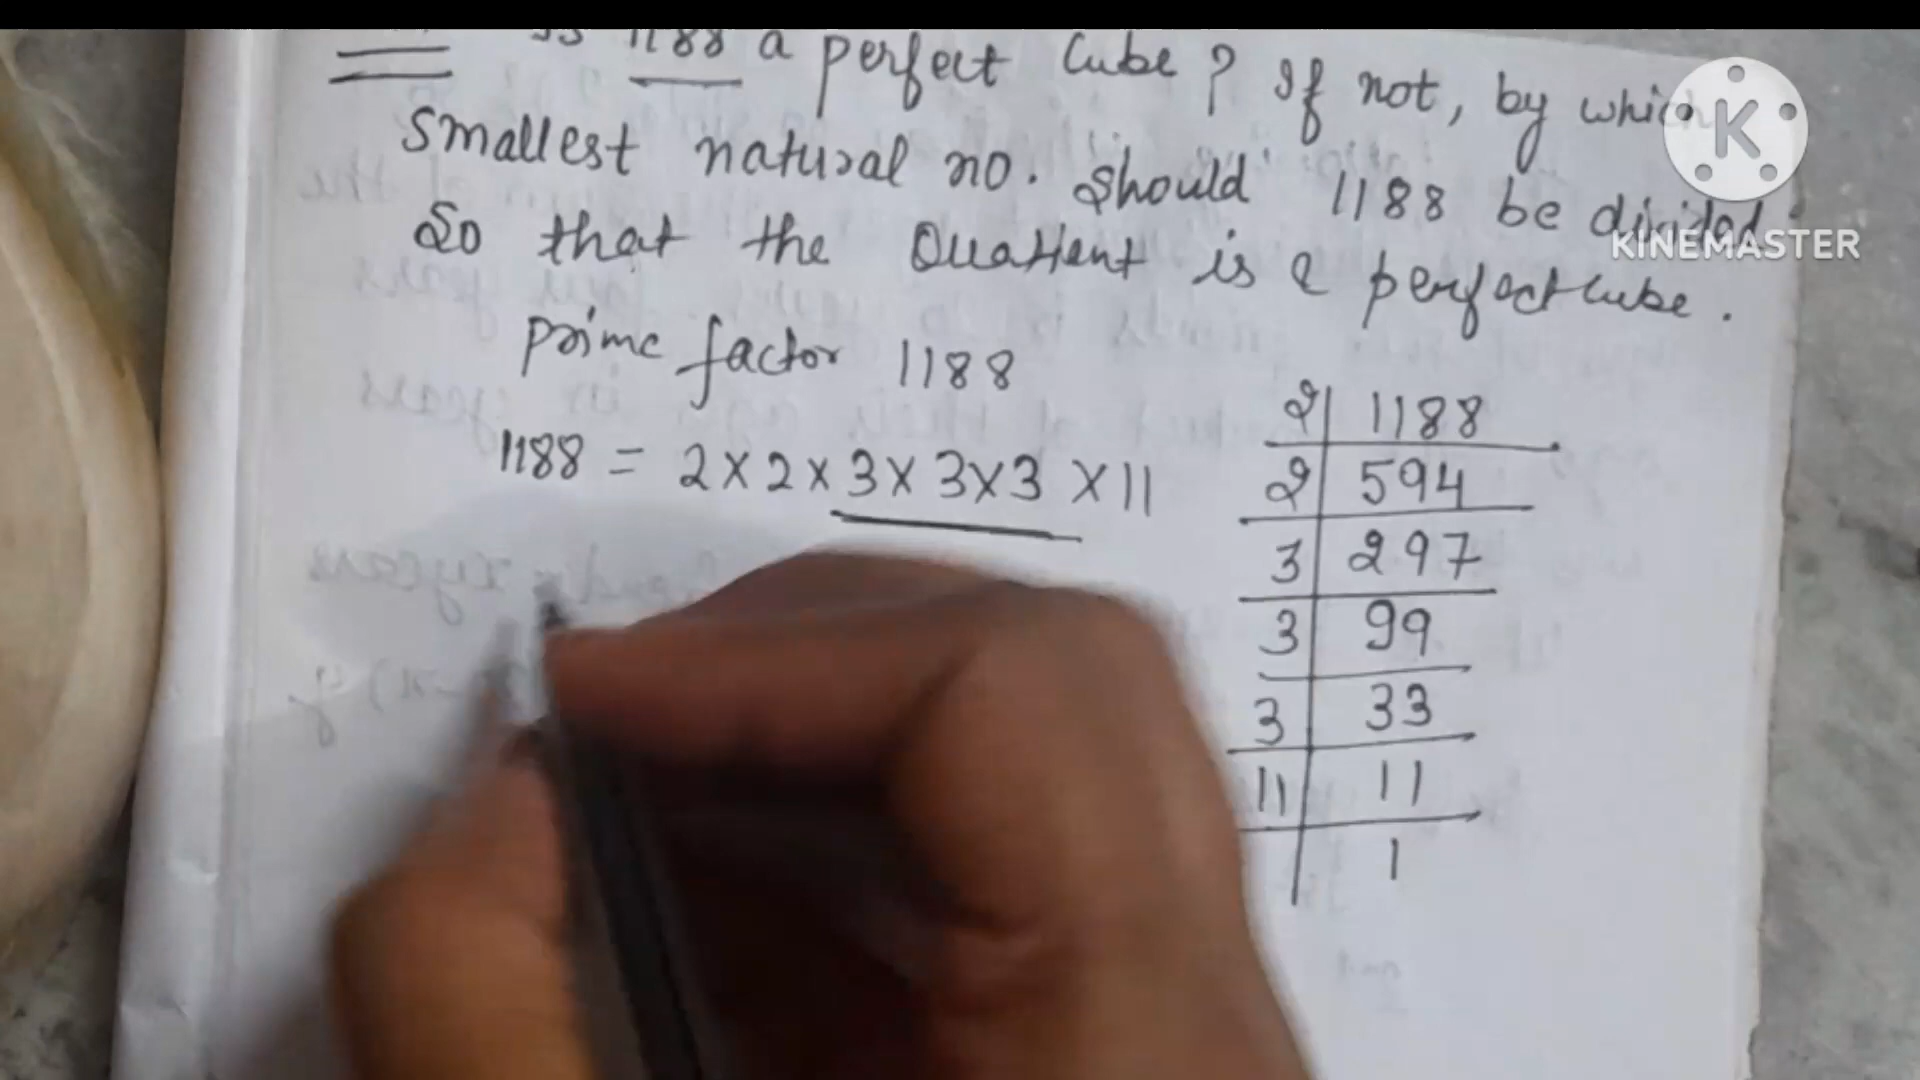 Is 1188 a perfect Cube? If not, by which
smallest natural no. should 1188 be divided
So that the Quatient is a perfect cube.
prime factor 1188
1188 = 2 × 2 × 3 × 3 × 3 × 11
2 | 1188
2 | 594
3 | 297
3 | 99
3 | 33
11 | 11
1
K
KINEMASTER